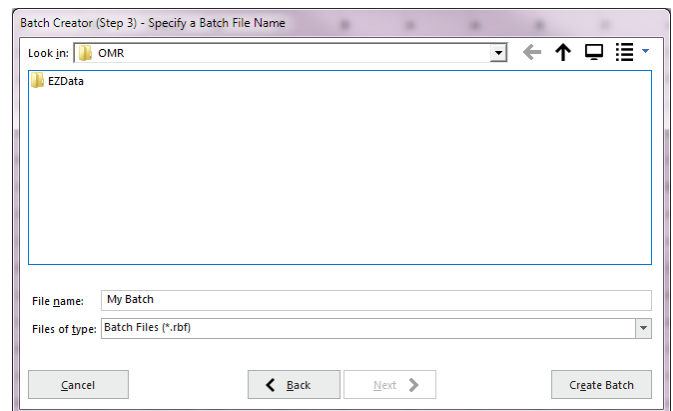 Batch Creator (Step 3) - Specify a Batch File Name
Look in: OMR
EZData
File name: My Batch
Files of type: Batch Files (*.rbf)
Cancel Back Next Create Batch